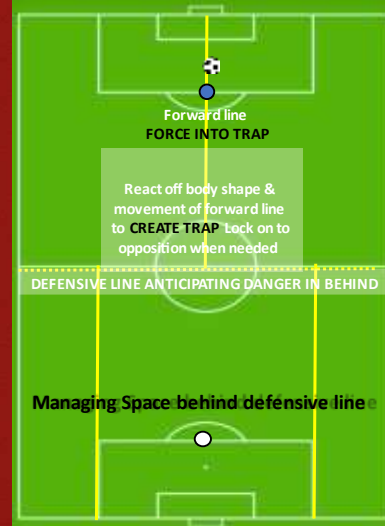 Forward line
FORCE INTO TRAP
React off body shape &
movement of forward line
to CREATE TRAP Lock on to
opposition when needed
DEFENSIVE LINE ANTICIPATING DANGER IN BEHIND
Managing Space behind defensive line